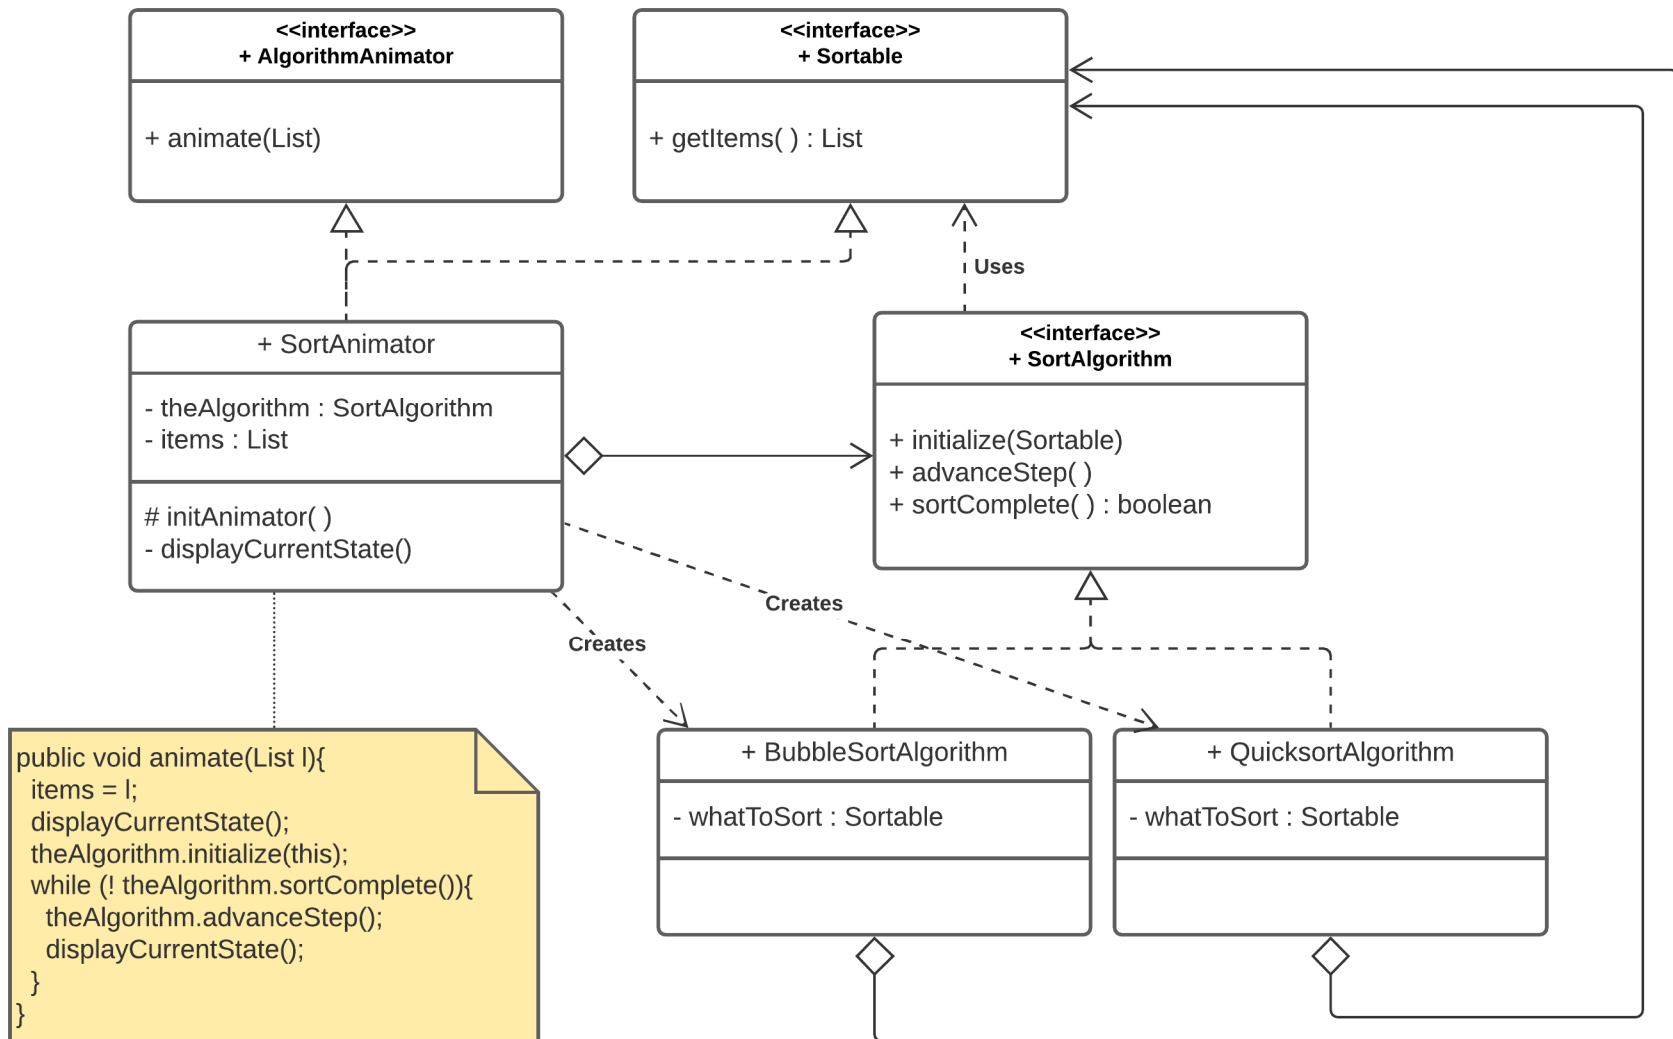 <<interface>>
+ AlgorithmAnimator
+ animate(List)
<<interface>>
+ Sortable
+ getItems( ) : List
Uses
+ SortAnimator
- theAlgorithm : SortAlgorithm
- items : List
# initAnimator( )
- displayCurrentState()
<<interface>>
+ SortAlgorithm
+ initialize(Sortable)
+ advanceStep( )
+ sortComplete( ) : boolean
Creates
Creates
public void animate(List l){
items = l;
displayCurrentState();
theAlgorithm.initialize(this);
while (! theAlgorithm.sortComplete()){
theAlgorithm.advanceStep();
displayCurrentState();
}
}
+ BubbleSortAlgorithm
- whatToSort : Sortable
+ QuicksortAlgorithm
- whatToSort : Sortable